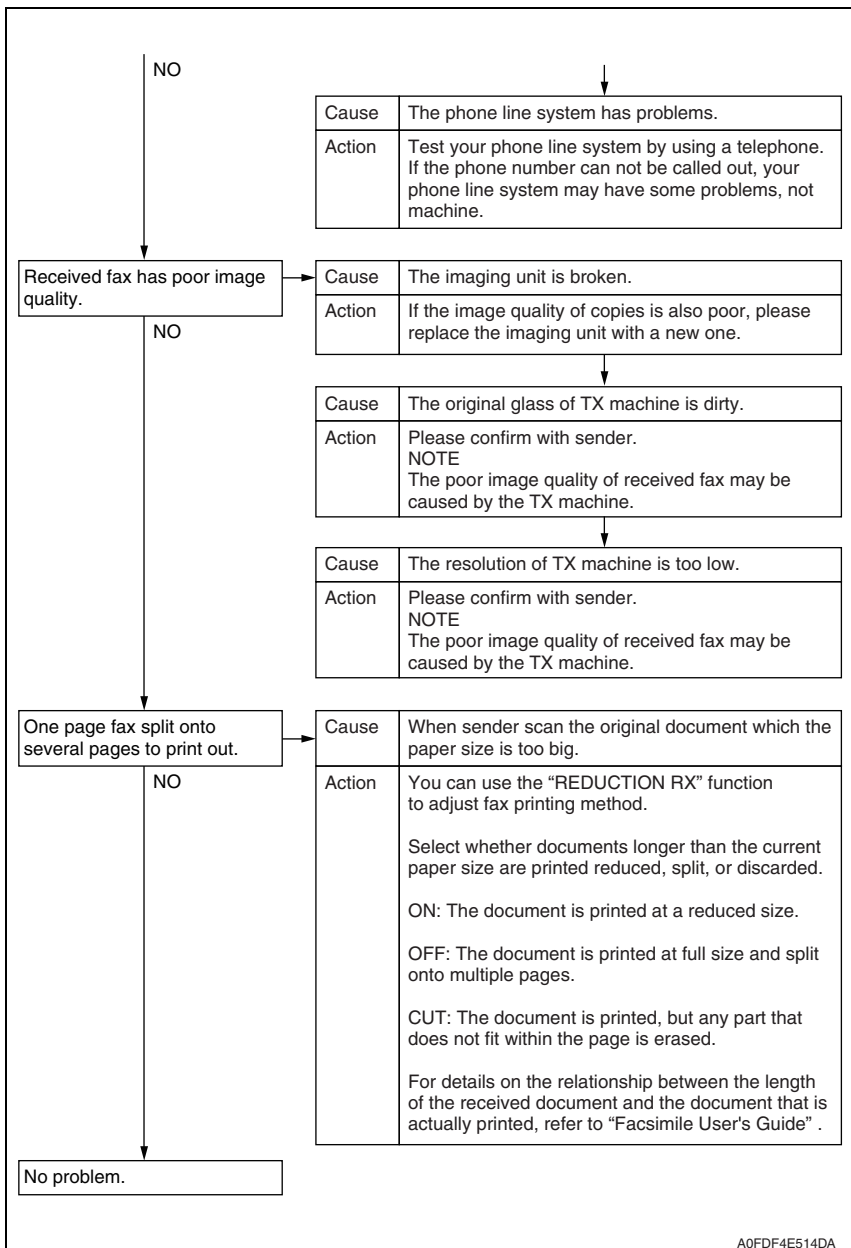 NO
Cause The phone line system has problems.
Action Test your phone line system by using a telephone.
If the phone number can not be called out, your
phone line system may have some problems, not
machine.
Received fax has poor image
quality.
Cause The imaging unit is broken.
Action If the image quality of copies is also poor, please
replace the imaging unit with a new one.
NO
Cause The original glass of TX machine is dirty.
Action Please confirm with sender.
NOTE
The poor image quality of received fax may be
caused by the TX machine.
Cause The resolution of TX machine is too low.
Action Please confirm with sender.
NOTE
The poor image quality of received fax may be
caused by the TX machine.
One page fax split onto
several pages to print out.
Cause When sender scan the original document which the
paper size is too big.
NO
Action You can use the “REDUCTION RX” function
to adjust fax printing method.
Select whether documents longer than the current
paper size are printed reduced, split, or discarded.
ON: The document is printed at a reduced size.
OFF: The document is printed at full size and split
onto multiple pages.
CUT: The document is printed, but any part that
does not fit within the page is erased.
For details on the relationship between the length
of the received document and the document that is
actually printed, refer to “Facsimile User's Guide” .
No problem.
A0FDF4E514DA